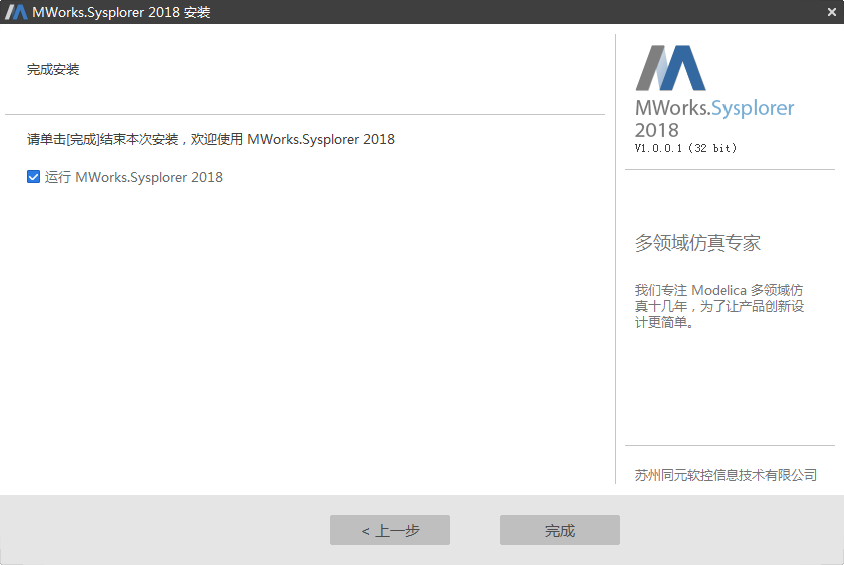 MWorks.Sysplorer 2018 安装
完成安装
请单击[完成]结束本次安装，欢迎使用 MWorks.Sysplorer 2018
运行 MWorks.Sysplorer 2018
MWorks.Sysplorer
2018
V1.0.0.1 (32 bit)
多领域仿真专家
我们专注 Modelica 多领域仿
真十几年，为了让产品创新设
计更简单。
苏州同元软控信息技术有限公司
< 上一步
完成